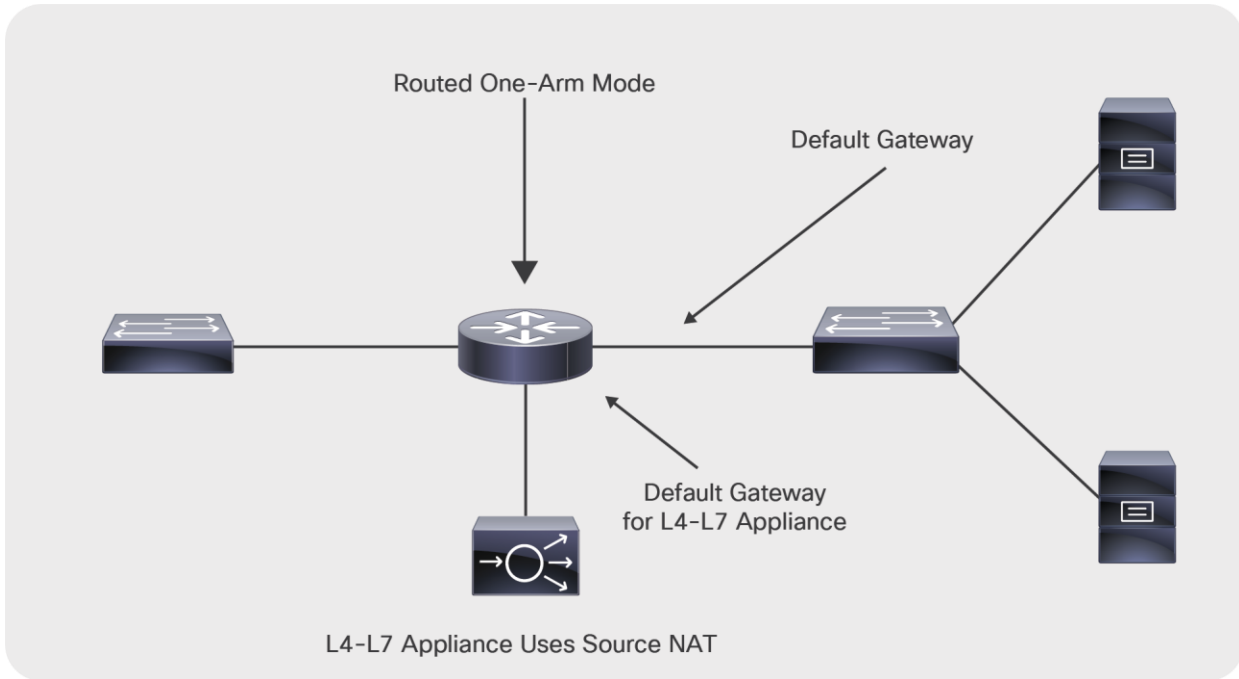 Routed One-Arm Mode
Default Gateway
Default Gateway
for L4-L7 Appliance
L4-L7 Appliance Uses Source NAT